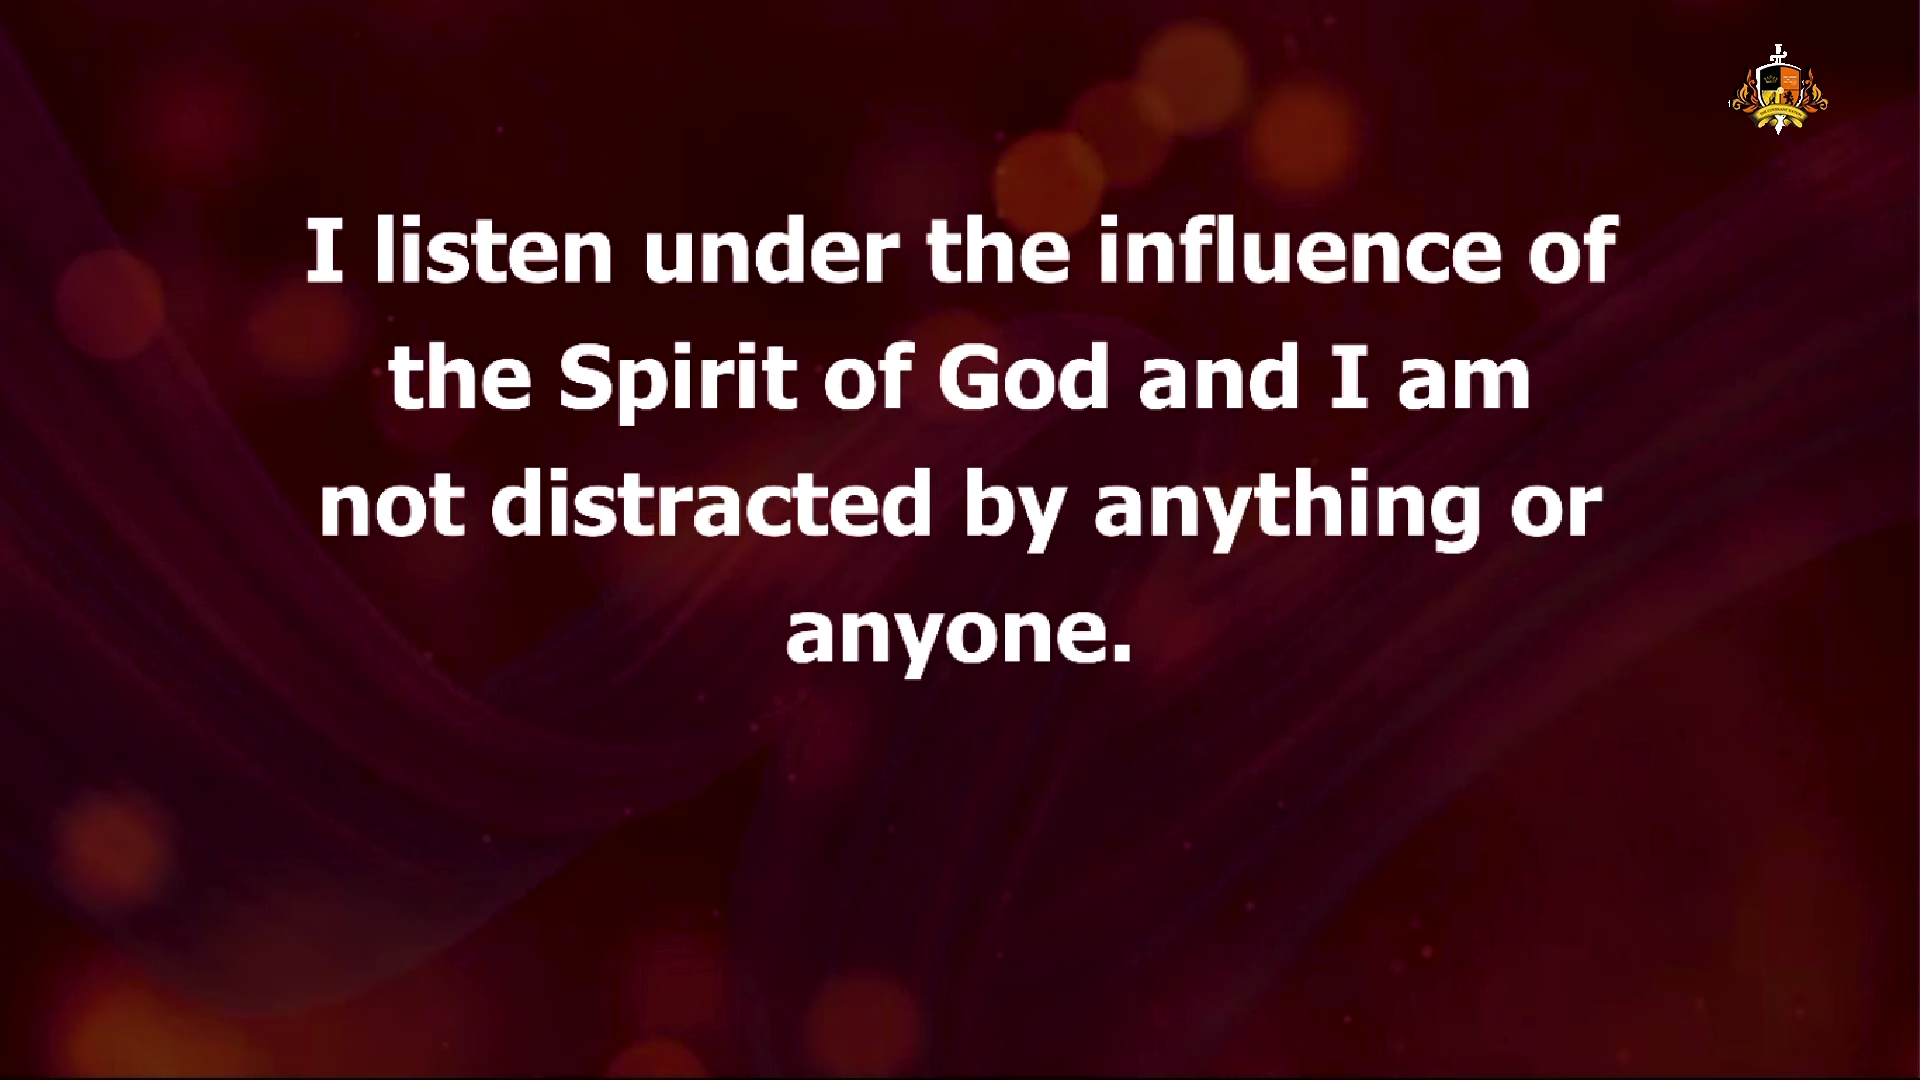 I listen under the influence of
the Spirit of God and I am
not distracted by anything or
anyone.